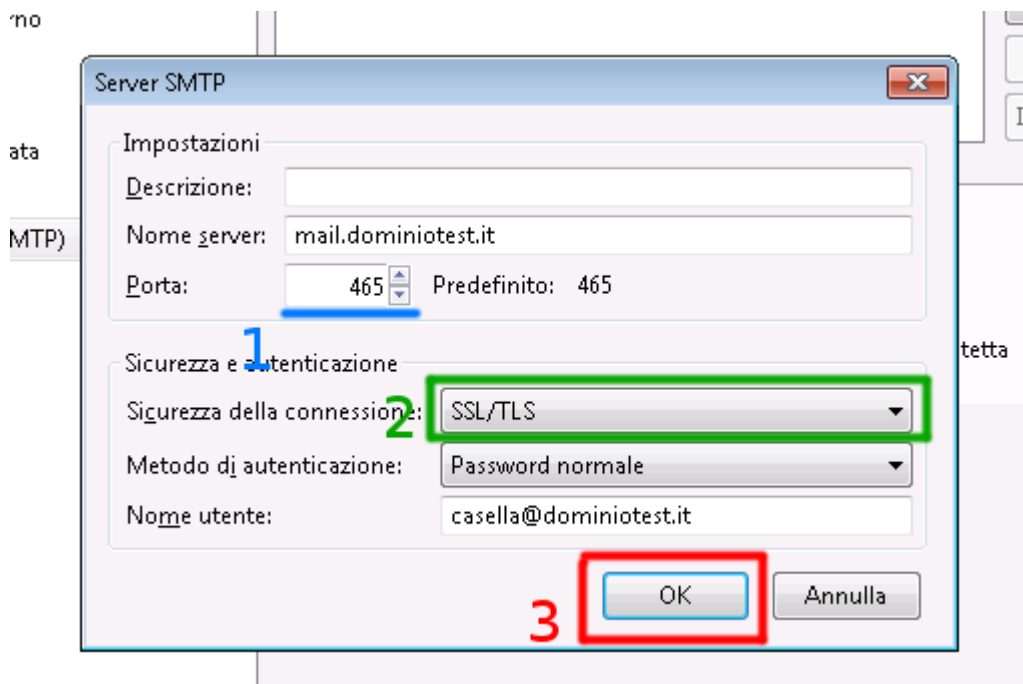 rno
Server SMTP
Impostazioni
ata
Descrizione:
MTP)
Nome server: mail.dominiotest.it
Porta: 465 Predefinito: 465
1
tetta
Sicurezza e autenticazione
Sicurezza della connessione: SSL/TLS
2
Metodo di autenticazione: Password normale
Nome utente: casella@dominiotest.it
OK Annulla
3